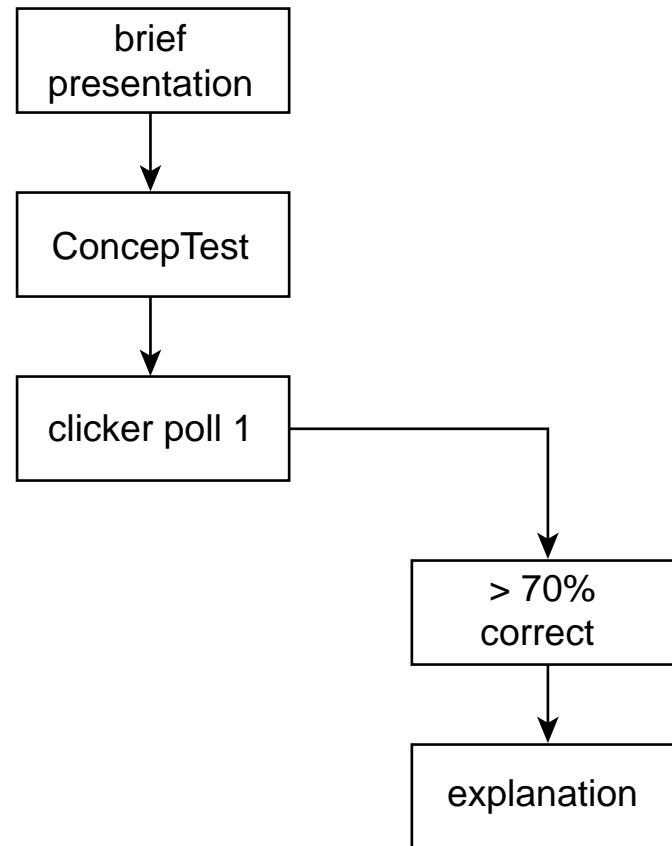 brief
presentation
ConcepTest
clicker poll 1
> 70%
correct
explanation